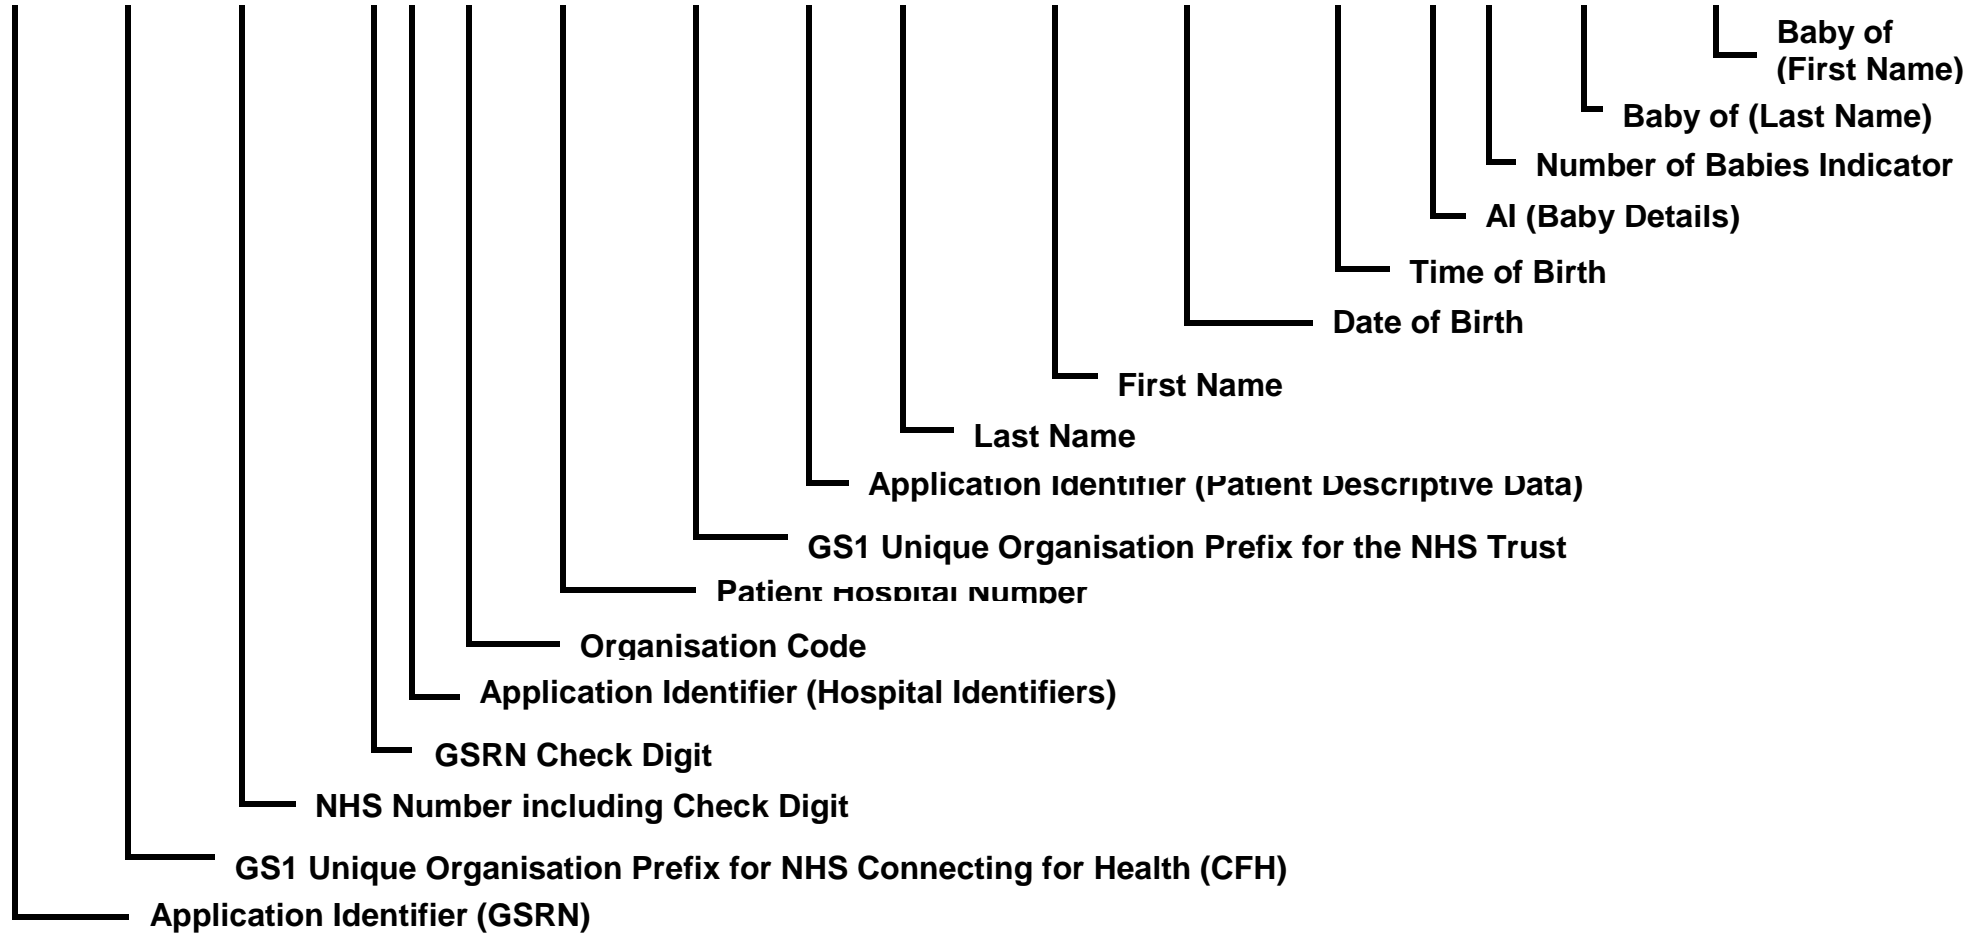 Baby of
(First Name)
Baby of (Last Name)
Number of Babies Indicator
AI (Baby Details)
Time of Birth
Date of Birth
First Name
Last Name
Application Identifier (Patient Descriptive Data)
GS1 Unique Organisation Prefix for the NHS Trust
Patient Hospital Number
Organisation Code
Application Identifier (Hospital Identifiers)
GSRN Check Digit
NHS Number including Check Digit
GS1 Unique Organisation Prefix for NHS Connecting for Health (CFH)
Application Identifier (GSRN)